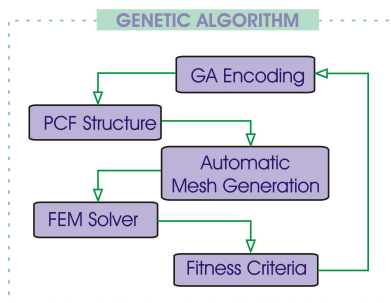 GENETIC ALGORITHM
GA Encoding
PCF Structure
Automatic
Mesh Generation
FEM Solver
Fitness Criteria